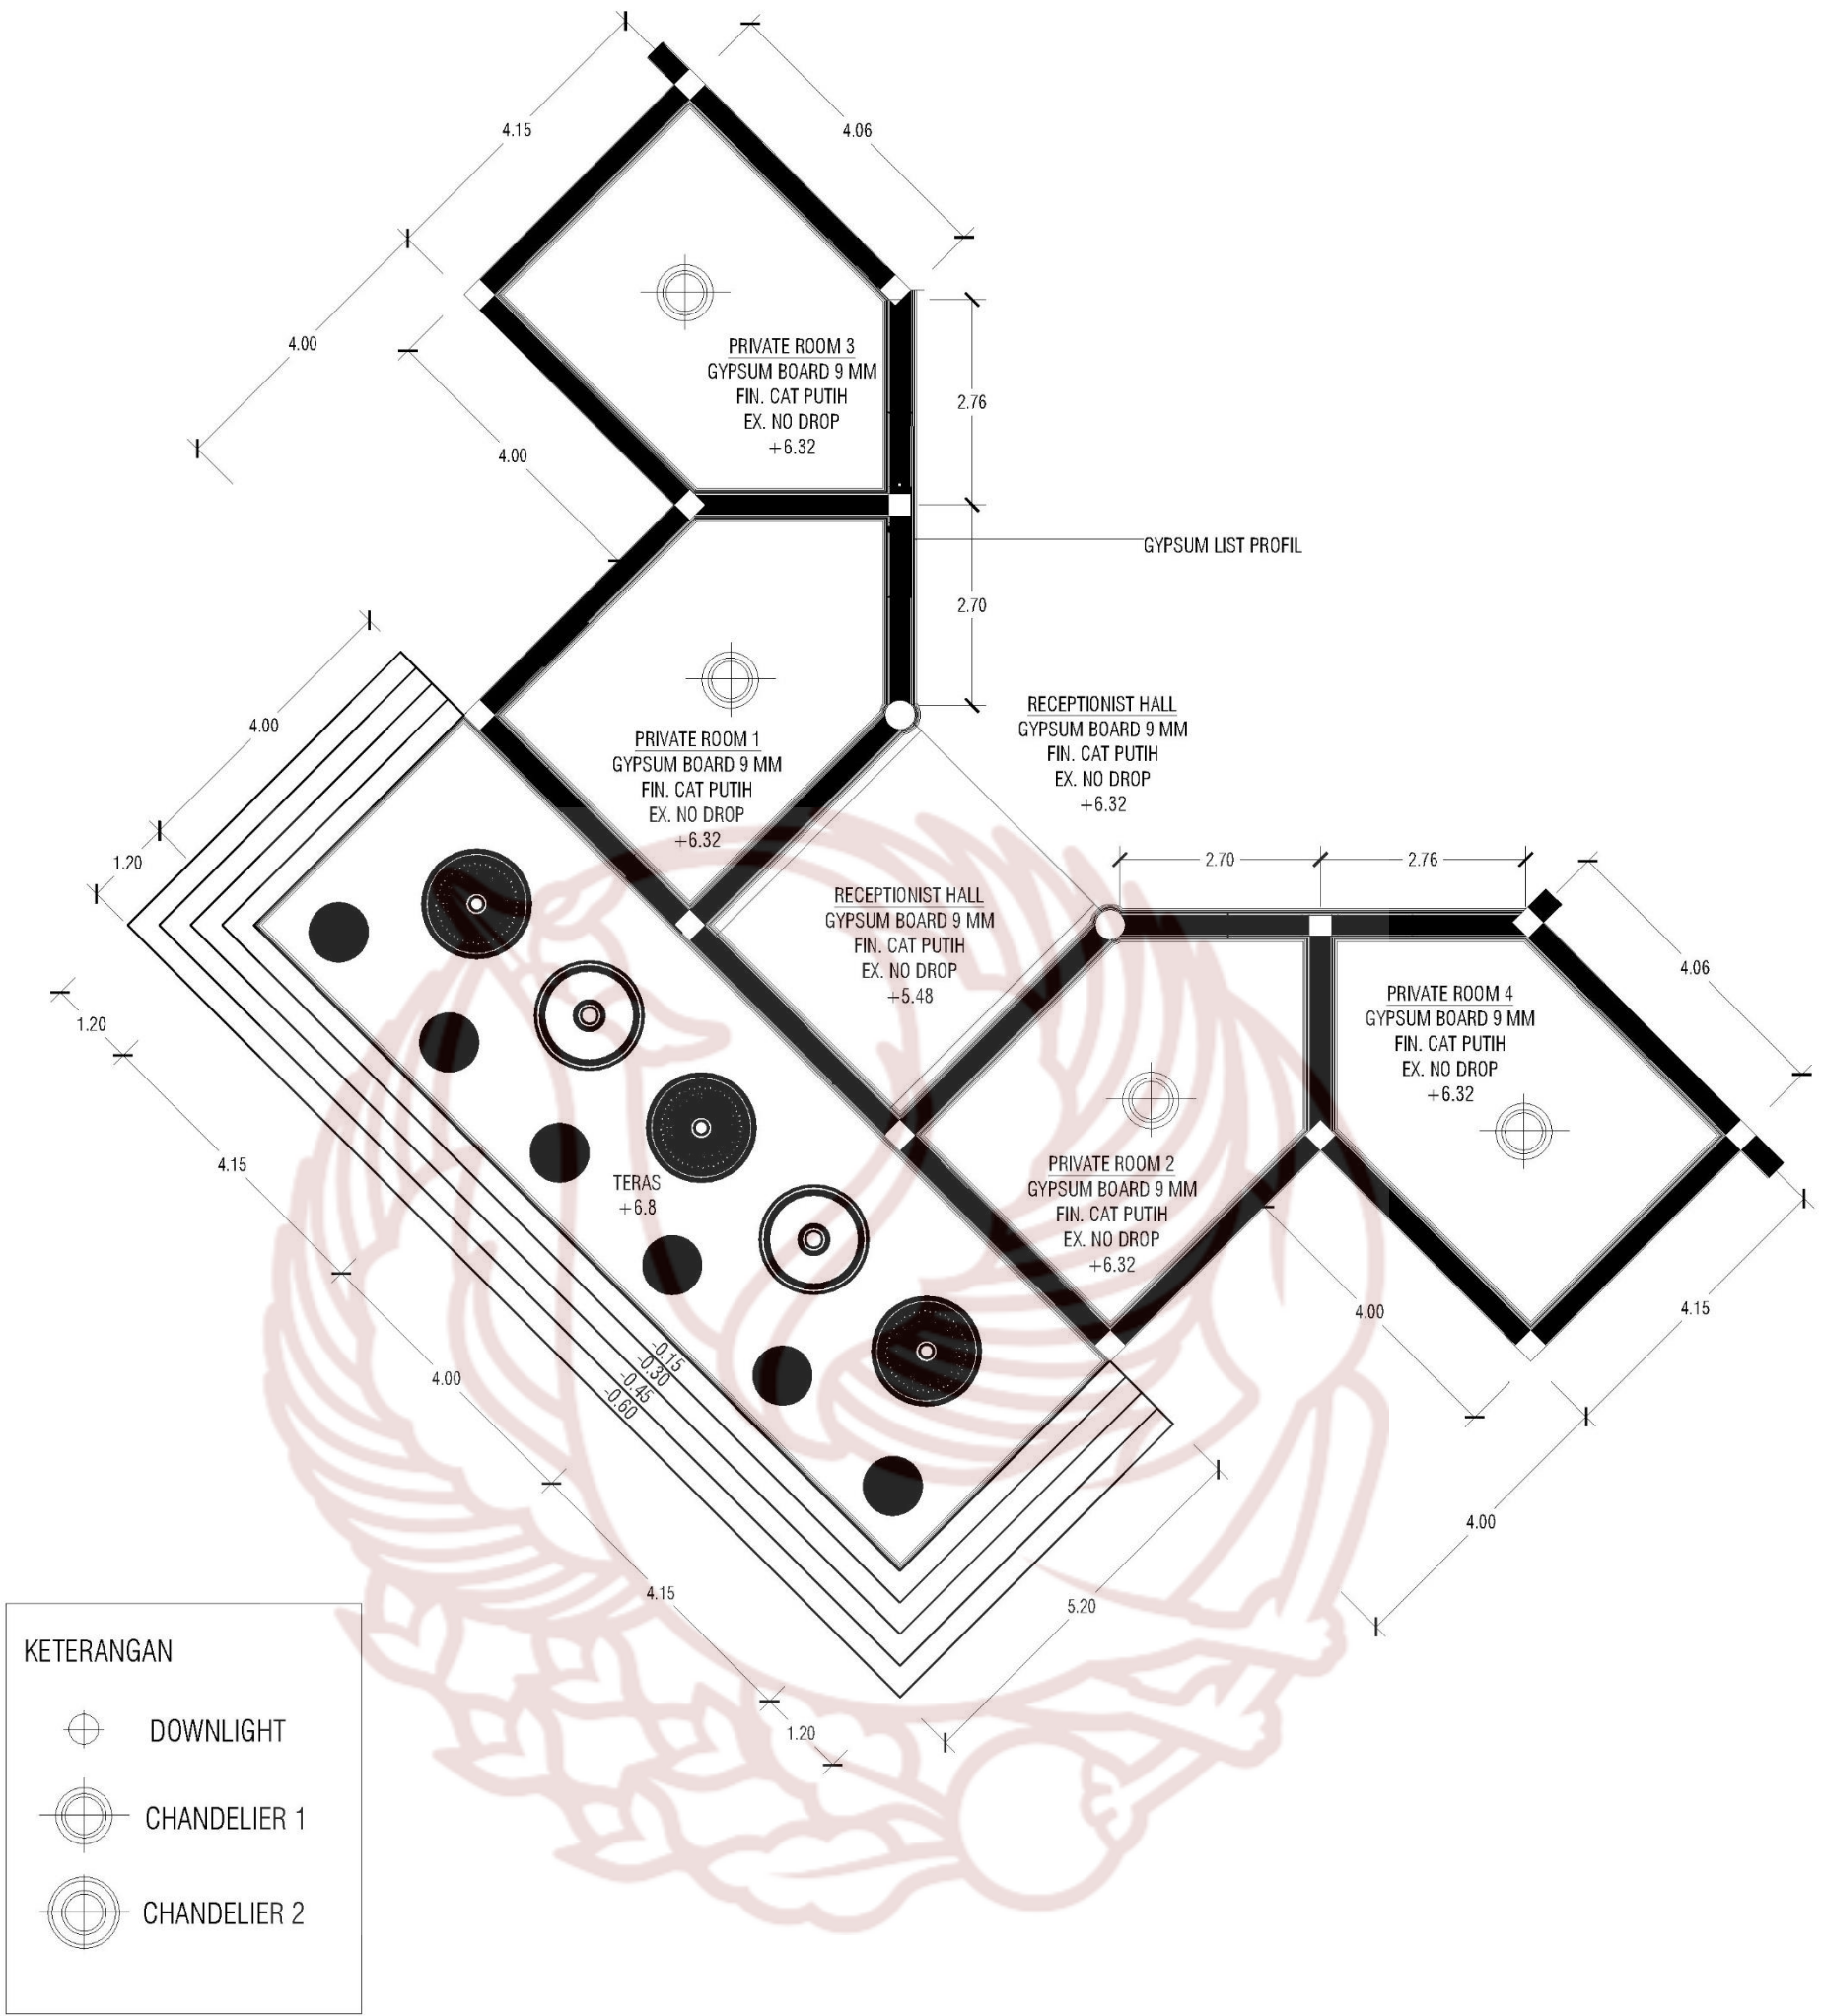 4.15
4.06
4.00
PRIVATE ROOM 3
GYPSUM BOARD 9 MM
FIN. CAT PUTIH
EX. NO DROP
+6.32
2.76
4.00
GYPSUM LIST PROFIL
2.70
4.00
PRIVATE ROOM 1
GYPSUM BOARD 9 MM
FIN. CAT PUTIH
EX. NO DROP
+6.32
RECEPTIONIST HALL
GYPSUM BOARD 9 MM
FIN. CAT PUTIH
EX. NO DROP
+6.32
1.20
2.70
2.76
RECEPTIONIST HALL
GYPSUM BOARD 9 MM
FIN. CAT PUTIH
EX. NO DROP
+5.48
4.06
PRIVATE ROOM 4
GYPSUM BOARD 9 MM
FIN. CAT PUTIH
EX. NO DROP
+6.32
1.20
4.15
TERAS
+6.8
PRIVATE ROOM 2
GYPSUM BOARD 9 MM
FIN. CAT PUTIH
EX. NO DROP
+6.32
4.00
4.15
-0.15
-0.30
-0.45
-0.60
4.00
4.00
4.15
5.20
1.20
KETERANGAN
DOWNLIGHT
CHANDELIER 1
CHANDELIER 2